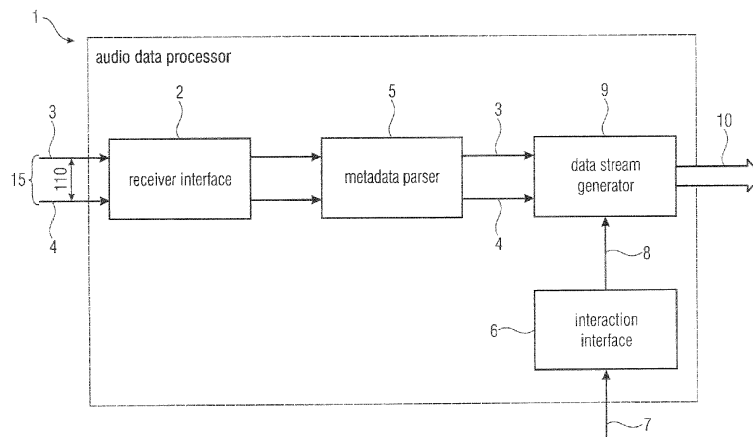 1
audio data processor
3
2
5
3
9
10
15
110
receiver interface
metadata parser
data stream
generator
4
4
8
6
interaction
interface
7